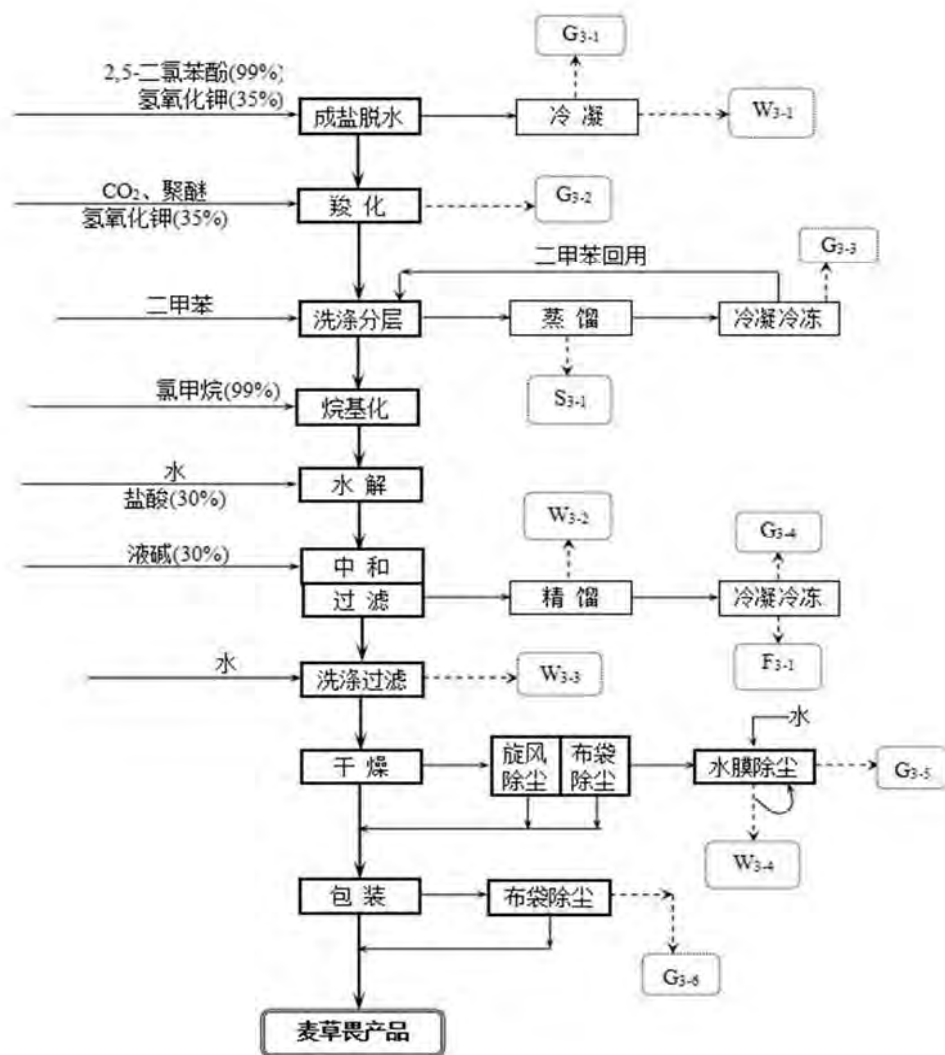 G3-1
2,5-二氯苯酚(99%)
氢氧化钾(35%)
成盐脱水
冷 凝
W3-1
CO2、聚醚
氢氧化钾(35%)
羧 化
G3-2
二甲苯回用
G3-3
二甲苯
洗涤分层
蒸 馏
冷凝冷冻
S3-1
氯甲烷(99%)
烷基化
水
盐酸(30%)
水 解
W3-2
G3-4
液碱(30%)
中 和
过 滤
精 馏
冷凝冷冻
F3-1
水
洗涤过滤
W3-3
水
干 燥
旋风
除尘
布袋
除尘
水膜除尘
G3-5
W3-4
包 装
布袋除尘
G3-6
麦草畏产品